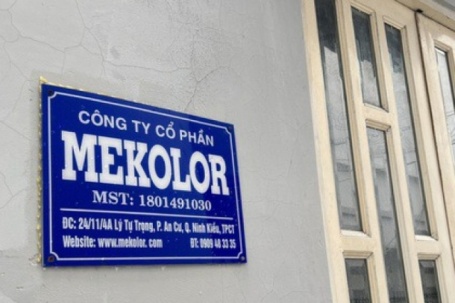 CÔNG TY CỔ PHẦN
MEKOLOR
MST: 1801491030
ĐC: 24/11/4A Lý Tự Trọng, P. An Cư, Q. Ninh Kiều, TPCT
Website: www.mekolor.com ĐT: 0909 48 33 35